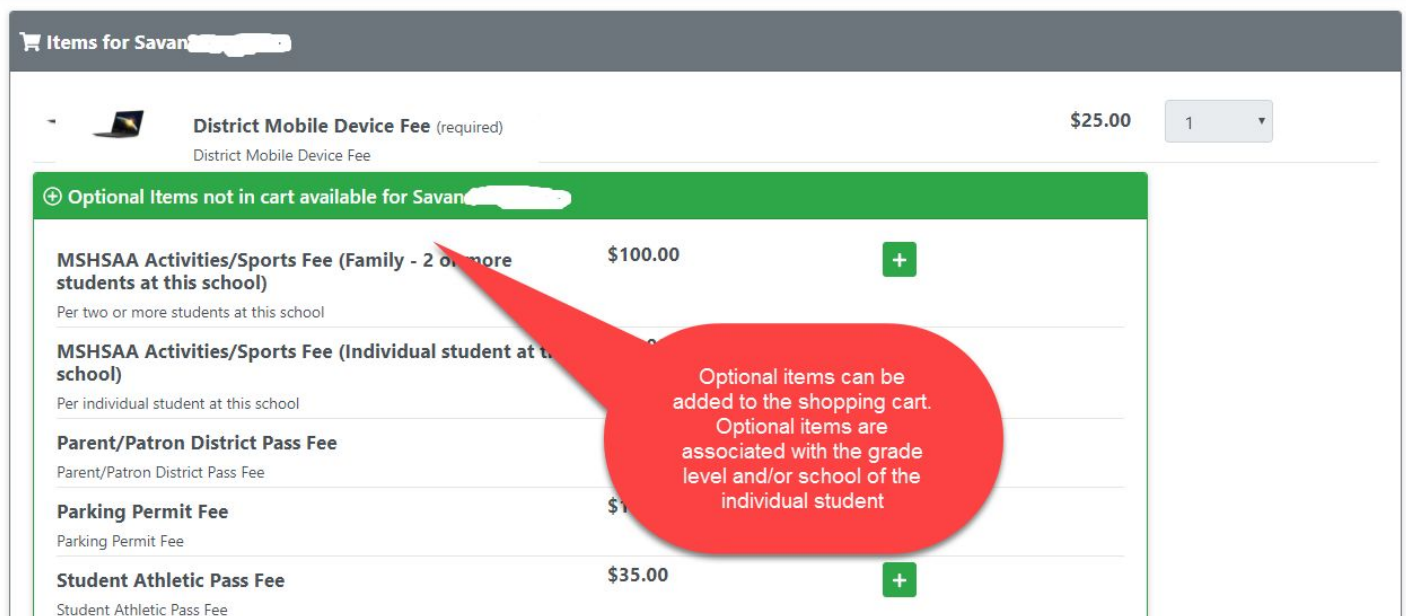 Items for Savan
District Mobile Device Fee (required)
$25.00
1
District Mobile Device Fee
Optional Items not in cart available for Savan
MSHSAA Activities/Sports Fee (Family - 2 or more
students at this school)
$100.00
+
Per two or more students at this school
MSHSAA Activities/Sports Fee (Individual student at
school)
Per individual student at this school
Parent/Patron District Pass Fee
Parent/Patron District Pass Fee
Parking Permit Fee
Parking Permit Fee
Student Athletic Pass Fee
$35.00
+
Student Athletic Pass Fee
Optional items can be
added to the shopping cart.
Optional items are
associated with the grade
level and/or school of the
individual student